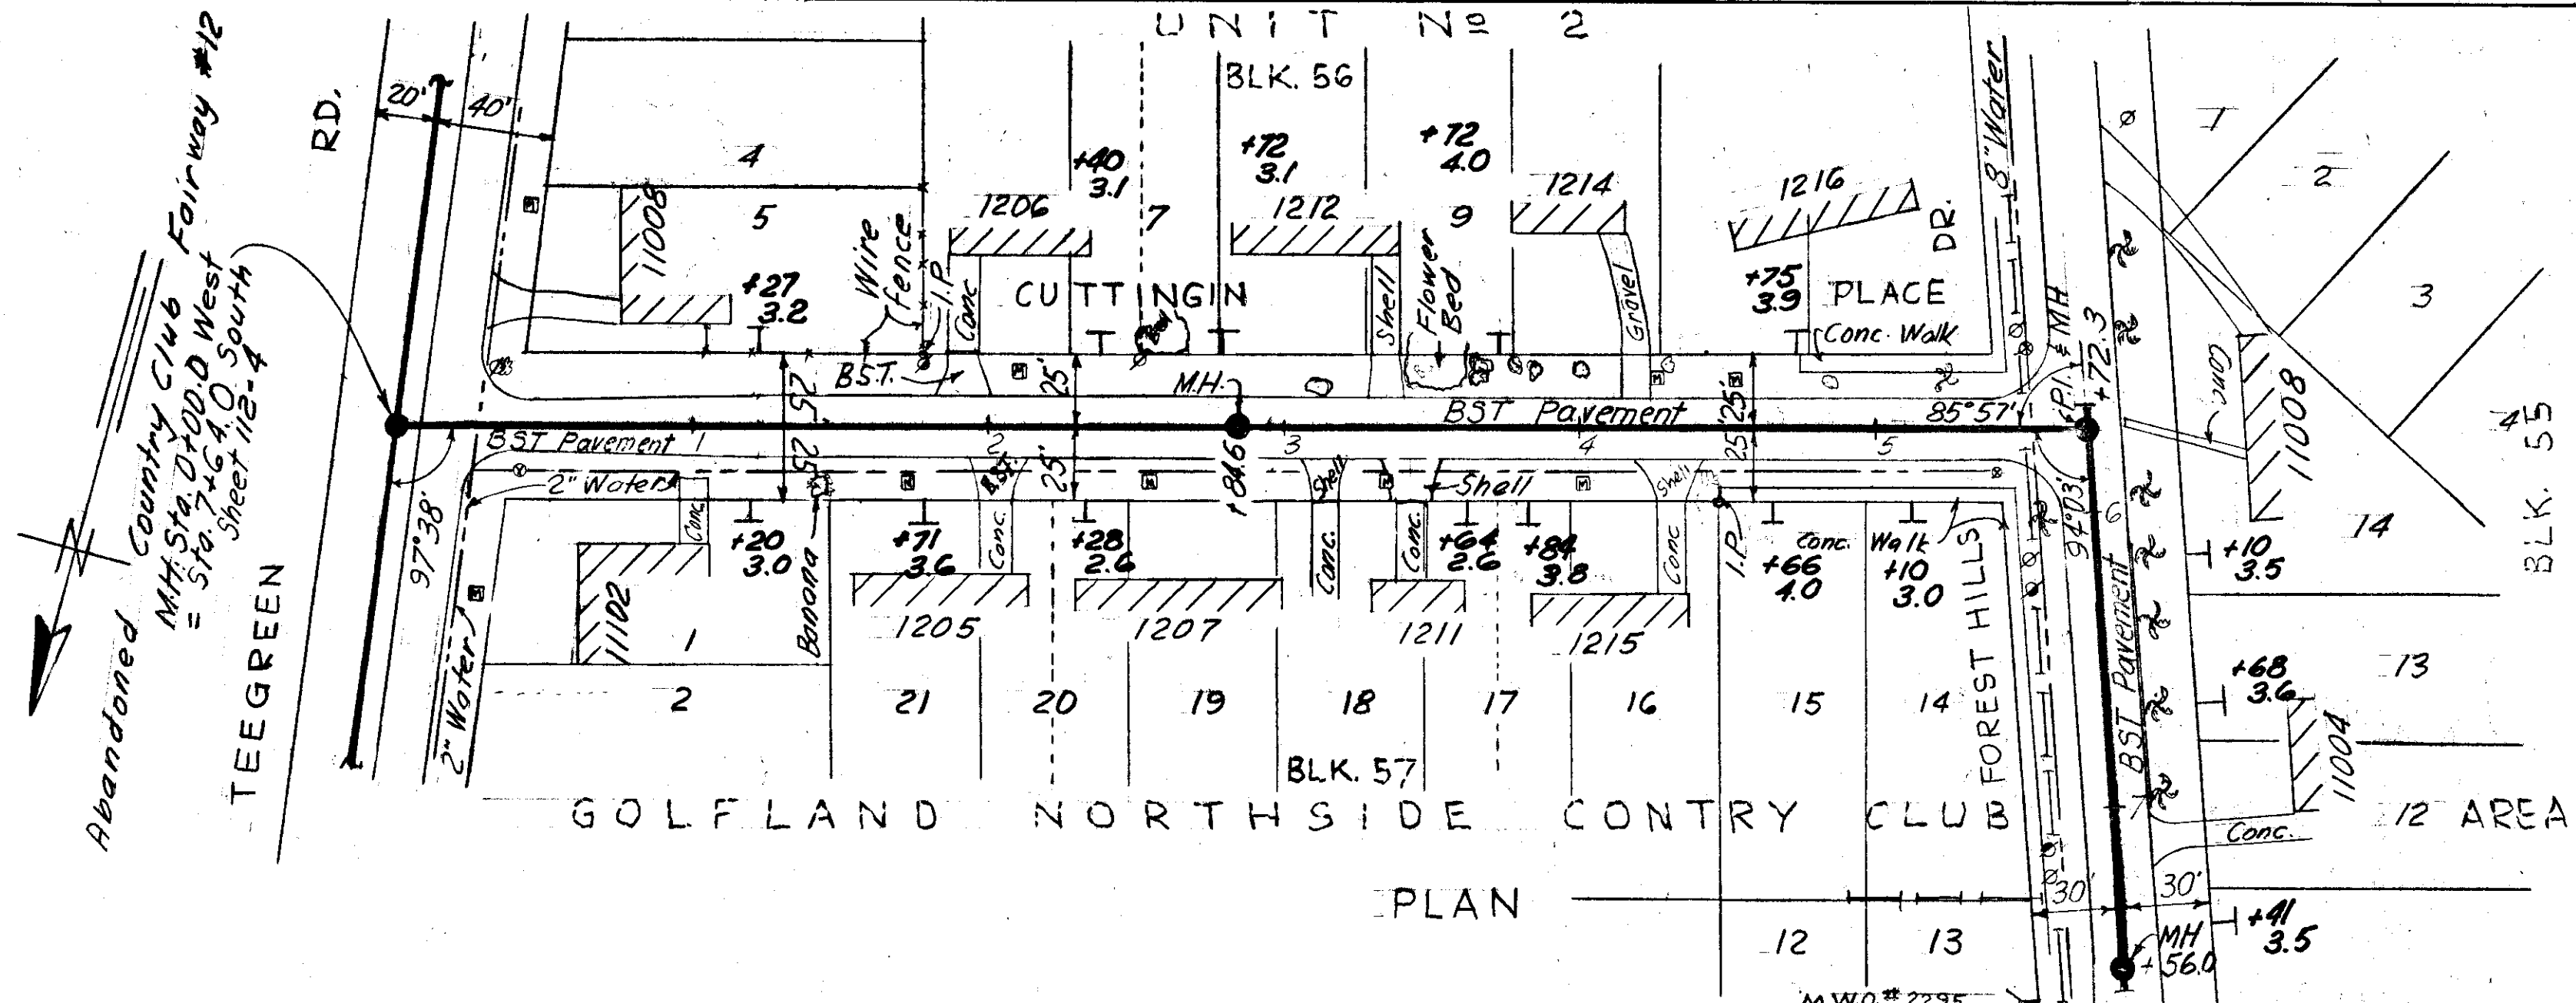 UNIT Nº 2
BLK. 56
Abandoned Country Club Fairway #12
M.H. Sta. 0+00.0 West
= Sta. 7+64.0 South
Sheet 112-4
TEEGREEN
RD.
20'
40'
4
5
7
9
11008
1206
1212
1214
1216
+27
3.2
+40
3.1
+72
3.1
+72
4.0
+75
3.9
Wire
fence
I.P.
Conc
CUTTINGIN
PLACE
DR.
Bed
Shell
Flower
Bed
Gravel
Conc. Walk
8" Water
P.I. & MH
+72.3
1
2
3
4
BLK. 55
Conc
11008
B.S.T.
25'
25'
M.H.
25'
BST Pavement
85°57'
BST Pavement
1
2
3
4
5
6
7
25
25'
25'
97°38'
2" Water
2" Water
B.S.T.
+84.6
Shell
Shell
Shell
94°03'
Conc.
Conc.
Conc.
Conc.
Conc
I.P.
Conc. Walk
+20
3.0
+71
3.6
+28
2.6
+64
2.6
+84
3.8
+66
4.0
+10
3.0
Banana
11102
1205
1207
1211
1215
1
2
21
20
19
18
17
16
15
14
FOREST HILLS
BST Pavement
+10
3.5
14
13
+68
3.6
11004
12 AREA
Conc.
BLK. 57
GOLFLAND NORTHSIDE CONTRY CLUB
PLAN
12
13
30'
30'
MH
+56.0
+41
3.5
M.W.O.# 2295